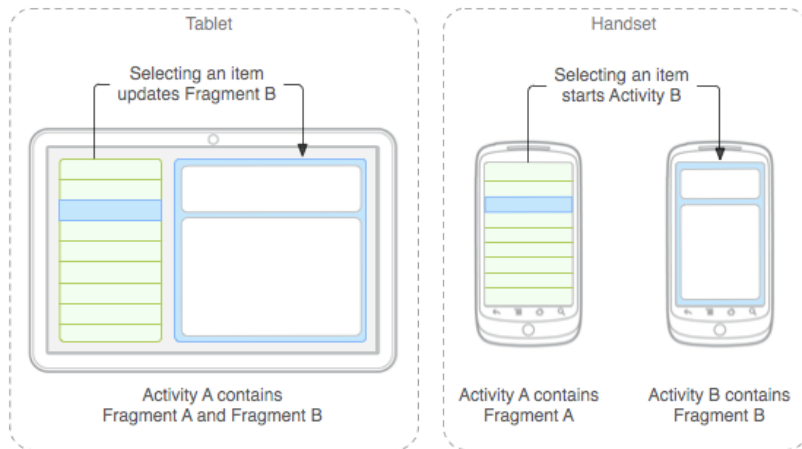 Tablet
Selecting an item
updates Fragment B
Activity A contains
Fragment A and Fragment B
Handset
Selecting an item
starts Activity B
Activity A contains
Fragment A
Activity B contains
Fragment B